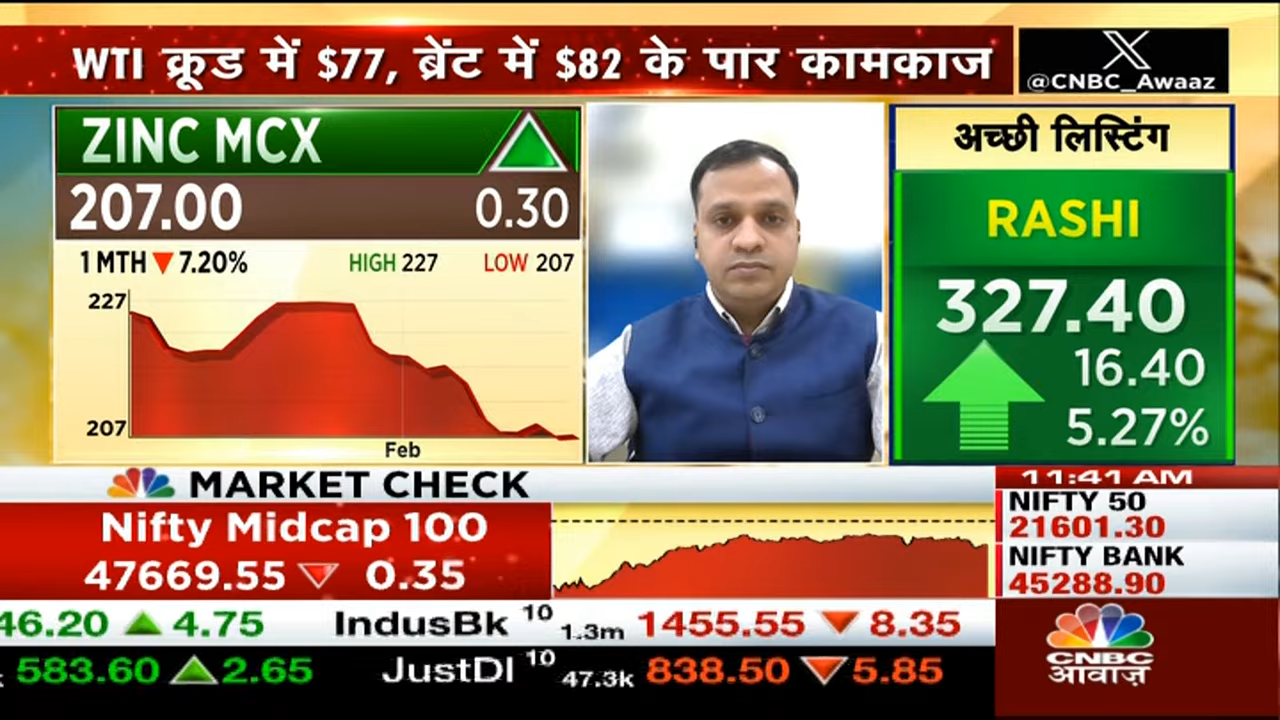 WTI क्रूड में $77, ब्रेंट में $82 के पार कामकाज
@CNBC_Awaaz
ZINC MCX
207.00 0.30
1 MTH 7.20% HIGH 227 LOW 207
227
207
Feb
अच्छी लिस्टिंग
RASHI
327.40
16.40
5.27%
MARKET CHECK
11:41 AM
Nifty Midcap 100
47669.55 0.35
NIFTY 50
21601.30
NIFTY BANK
45288.90
46.20 4.75 IndusBk 10 1.3m 1455.55 8.35
583.60 2.65 JustDl 10 47.3k 838.50 5.85
CNBC
आवाज़